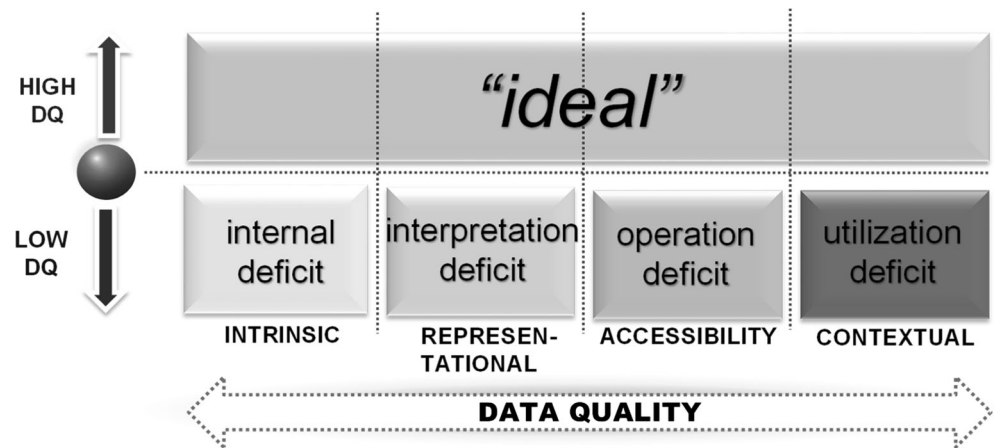 HIGH
DQ
“ideal”
LOW
DQ
internal
deficit
interpretation
deficit
operation
deficit
utilization
deficit
INTRINSIC
REPRESEN-
TATIONAL
ACCESSIBILITY
CONTEXTUAL
DATA QUALITY